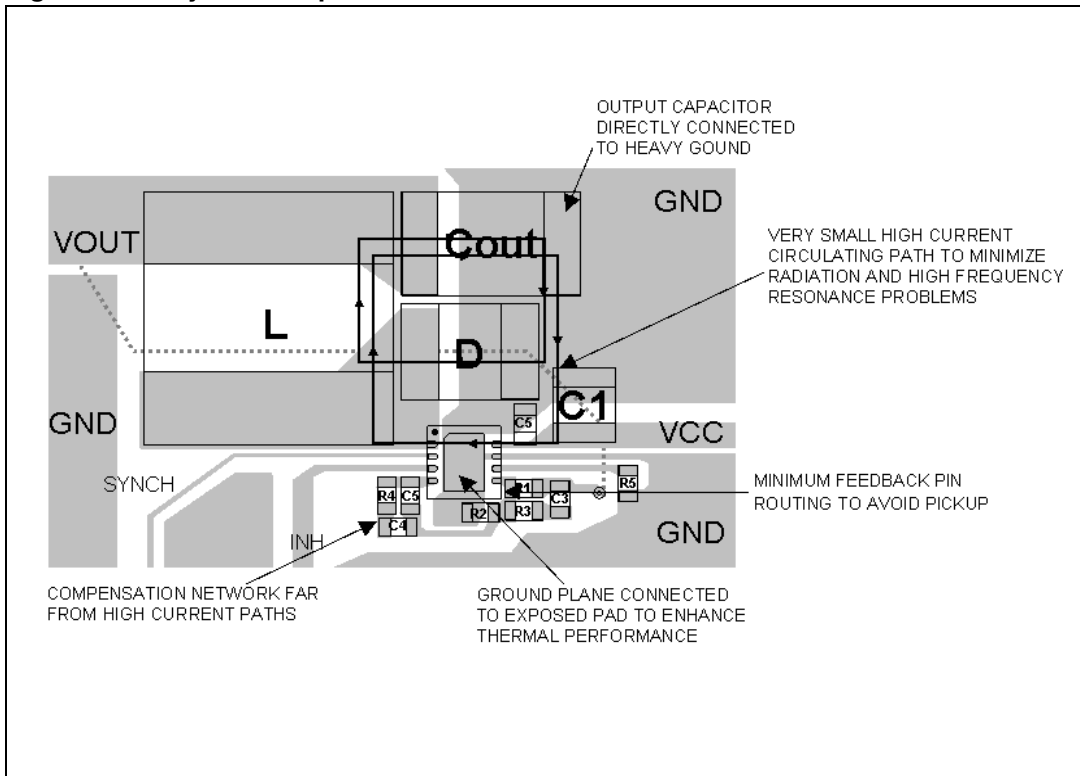 OUTPUT CAPACITOR
DIRECTLY CONNECTED
TO HEAVY GOUND
GND
VOUT
Cout
VERY SMALL HIGH CURRENT
CIRCULATING PATH TO MINIMIZE
RADIATION AND HIGH FREQUENCY
RESONANCE PROBLEMS
L
D
C1
GND
C5
VCC
SYNCH
R4
C5
R1
C3
R5
MINIMUM FEEDBACK PIN
ROUTING TO AVOID PICKUP
C4
R2
R3
INH
GND
COMPENSATION NETWORK FAR
FROM HIGH CURRENT PATHS
GROUND PLANE CONNECTED
TO EXPOSED PAD TO ENHANCE
THERMAL PERFORMANCE